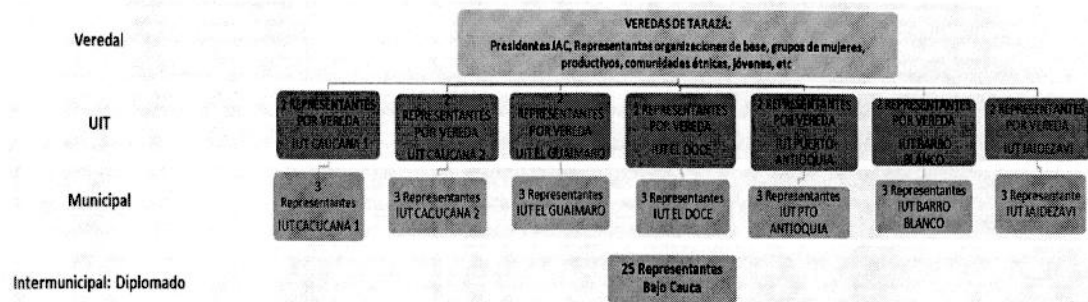 Veredal
VEREDAS DE TARAZÁ:
Presidentes JAC, Representantes organizaciones de base, grupos de mujeres,
productivos, comunidades étnicas, jóvenes, etc
UIT
2 REPRESENTANTES
POR VEREDA
IUT CAUCANA 1
2
REPRESENTANTES
POR VEREDA
IUT CAUCANA 2
2
REPRESENTANTES
POR VEREDA
IUT EL GUAIMARO
2 REPRESENTANTES
POR VEREDA
IUT EL DOCE
2 REPRESENTANTES
POR VEREDA
IUT PUERTO
ANTIOQUIA
2 REPRESENTANTES
POR VEREDA
IUT BARRO
BLANCO
2 REPRESENTANTES
POR VEREDA
IUT JAIDEZAVI
Municipal
3
Representantes
IUT CACUCANA 1
3 Representantes
IUT CACUCANA 2
3 Representantes
IUT EL GUAIMARO
3 Representantes
IUT EL DOCE
3 Representantes
IUT PTO
ANTIOQUIA
3 Representantes
IUT BARRO
BLANCO
3 Representante
IUT JAIDEZAVI
Intermunicipal: Diplomado
25 Representantes
Bajo Cauca